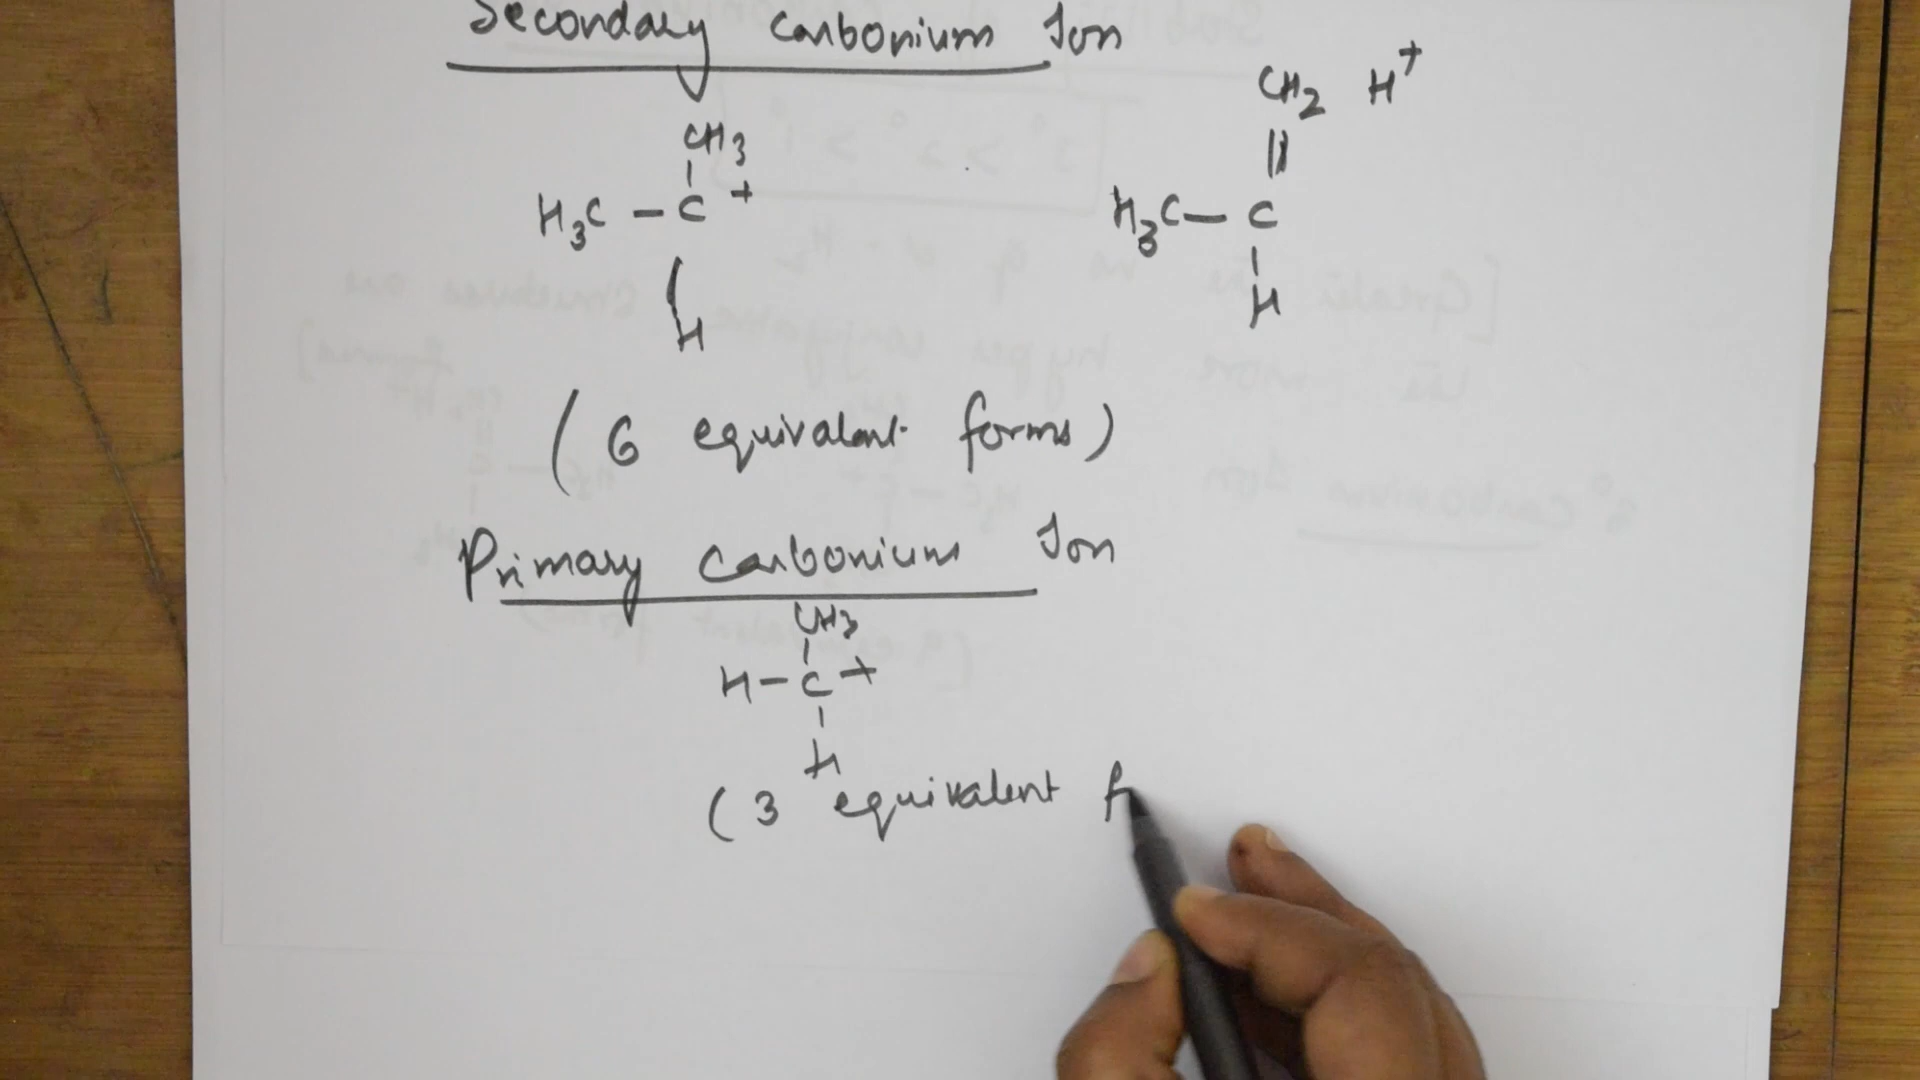 Secondary Carbonium Ion
CH3
H3C - C +
H
CH2 H+
||
H3C - C
H
( 6 equivalent forms )
Primary Carbonium Ion
CH3
H - C +
H
( 3 equivalent f